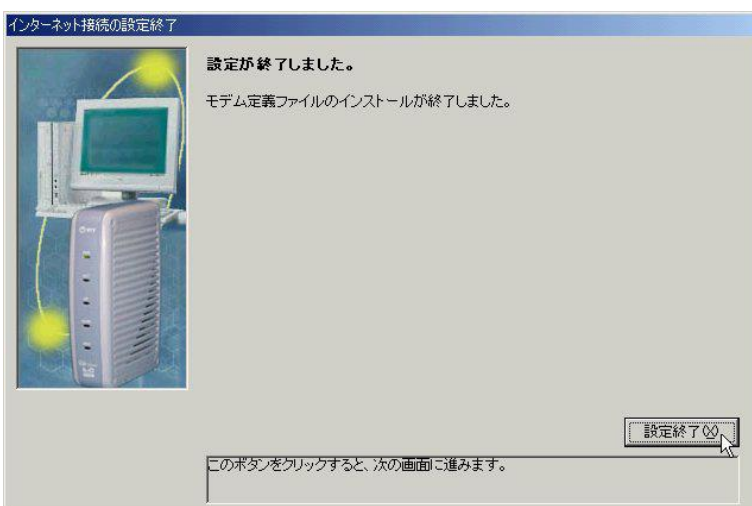 インターネット接続の設定終了
設定が終了しました。
モデム定義ファイルのインストールが終了しました。
設定終了(X)
このボタンをクリックすると、次の画面に進みます。